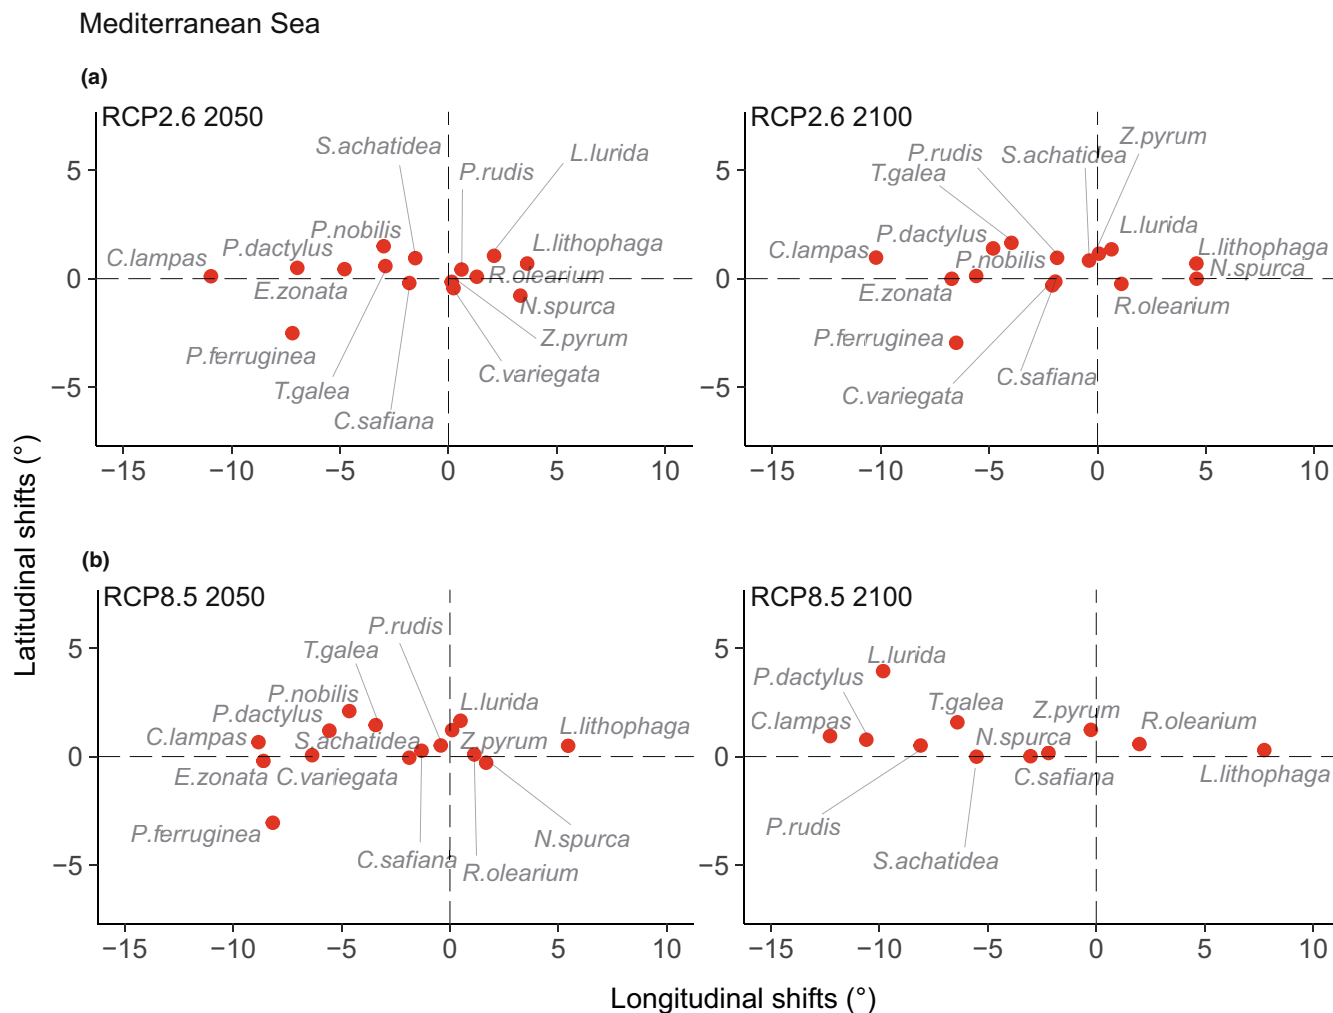 Mediterranean Sea
(a)
RCP2.6 2050
S.achatidea
P.rudis
L.lurida
P.nobilis
P.dactylus
C.lampas
L.lithophaga
R.olearium
E.zonata
N.spurca
P.ferruginea
Z.pyrum
T.galea
C.variegata
C.safiana
5
0
−5
−15 −10 −5 0 5 10
RCP2.6 2100
Z.pyrum
P.rudis
S.achatidea
T.galea
L.lurida
P.dactylus
C.lampas
L.lithophaga
P.nobilis
N.spurca
E.zonata
R.olearium
P.ferruginea
C.safiana
C.variegata
5
0
−5
−15 −10 −5 0 5 10
Latitudinal shifts (°)
(b)
RCP8.5 2050
P.rudis
T.galea
P.nobilis
L.lurida
P.dactylus
L.lithophaga
C.lampas
S.achatidea
Z.pyrum
E.zonata
C.variegata
P.ferruginea
N.spurca
C.safiana
R.olearium
5
0
−5
−15 −10 −5 0 5 10
RCP8.5 2100
L.lurida
P.dactylus
T.galea
Z.pyrum
C.lampas
R.olearium
N.spurca
C.safiana
L.lithophaga
P.rudis
S.achatidea
5
0
−5
−15 −10 −5 0 5 10
Longitudinal shifts (°)